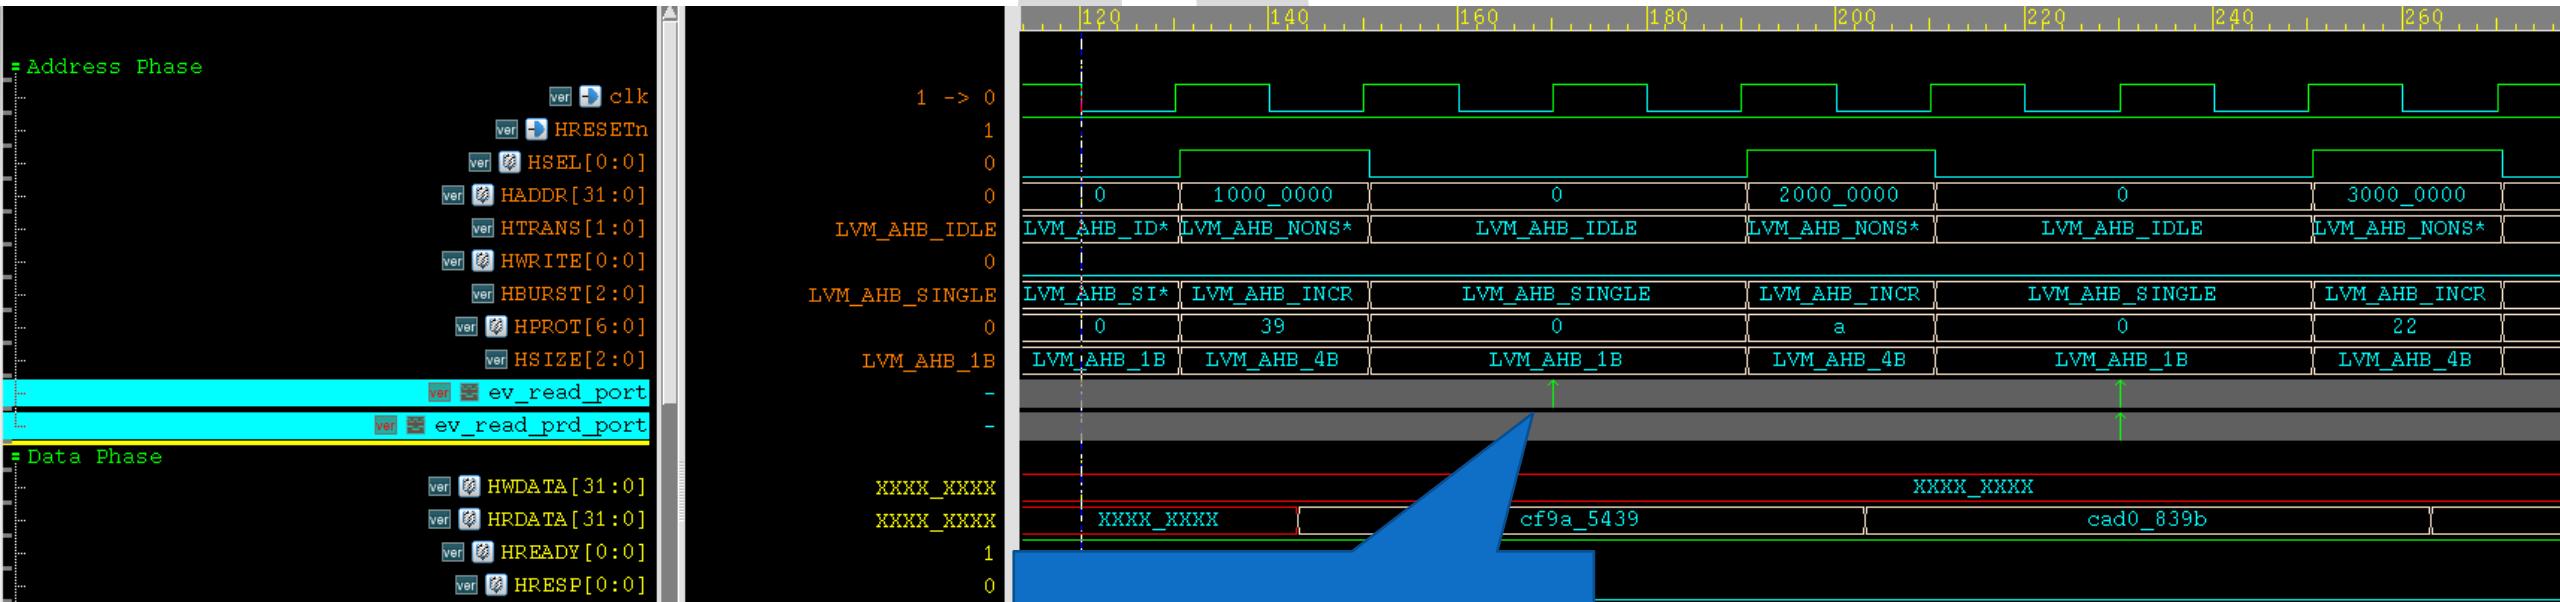 120 140 160 180 200 220 240 260
Address Phase
ver clk 1 -> 0
ver HRESETn 1
ver HSEL[0:0] 0
ver HADDR[31:0] 0 0 1000_0000 0 2000_0000 0 3000_0000
ver HTRANS[1:0] LVM_AHB_IDLE LVM_AHB_ID* LVM_AHB_NONS* LVM_AHB_IDLE LVM_AHB_NONS* LVM_AHB_IDLE LVM_AHB_NONS*
ver HWRITE[0:0] 0
ver HBURST[2:0] LVM_AHB_SINGLE LVM_AHB_SI* LVM_AHB_INCR LVM_AHB_SINGLE LVM_AHB_INCR LVM_AHB_SINGLE LVM_AHB_INCR
ver HPROT[6:0] 0 0 39 0 a 0 22
ver HSIZE[2:0] LVM_AHB_1B LVM_AHB_1B LVM_AHB_4B LVM_AHB_1B LVM_AHB_4B LVM_AHB_1B LVM_AHB_4B
ver ev_read_port -
ver ev_read_prd_port -
Data Phase
ver HWDATA[31:0] XXXX_XXXX XXXX_XXXX
ver HRDATA[31:0] XXXX_XXXX XXXX_XXXX cf9a_5439 cad0_839b
ver HREADY[0:0] 1
ver HRESP[0:0] 0